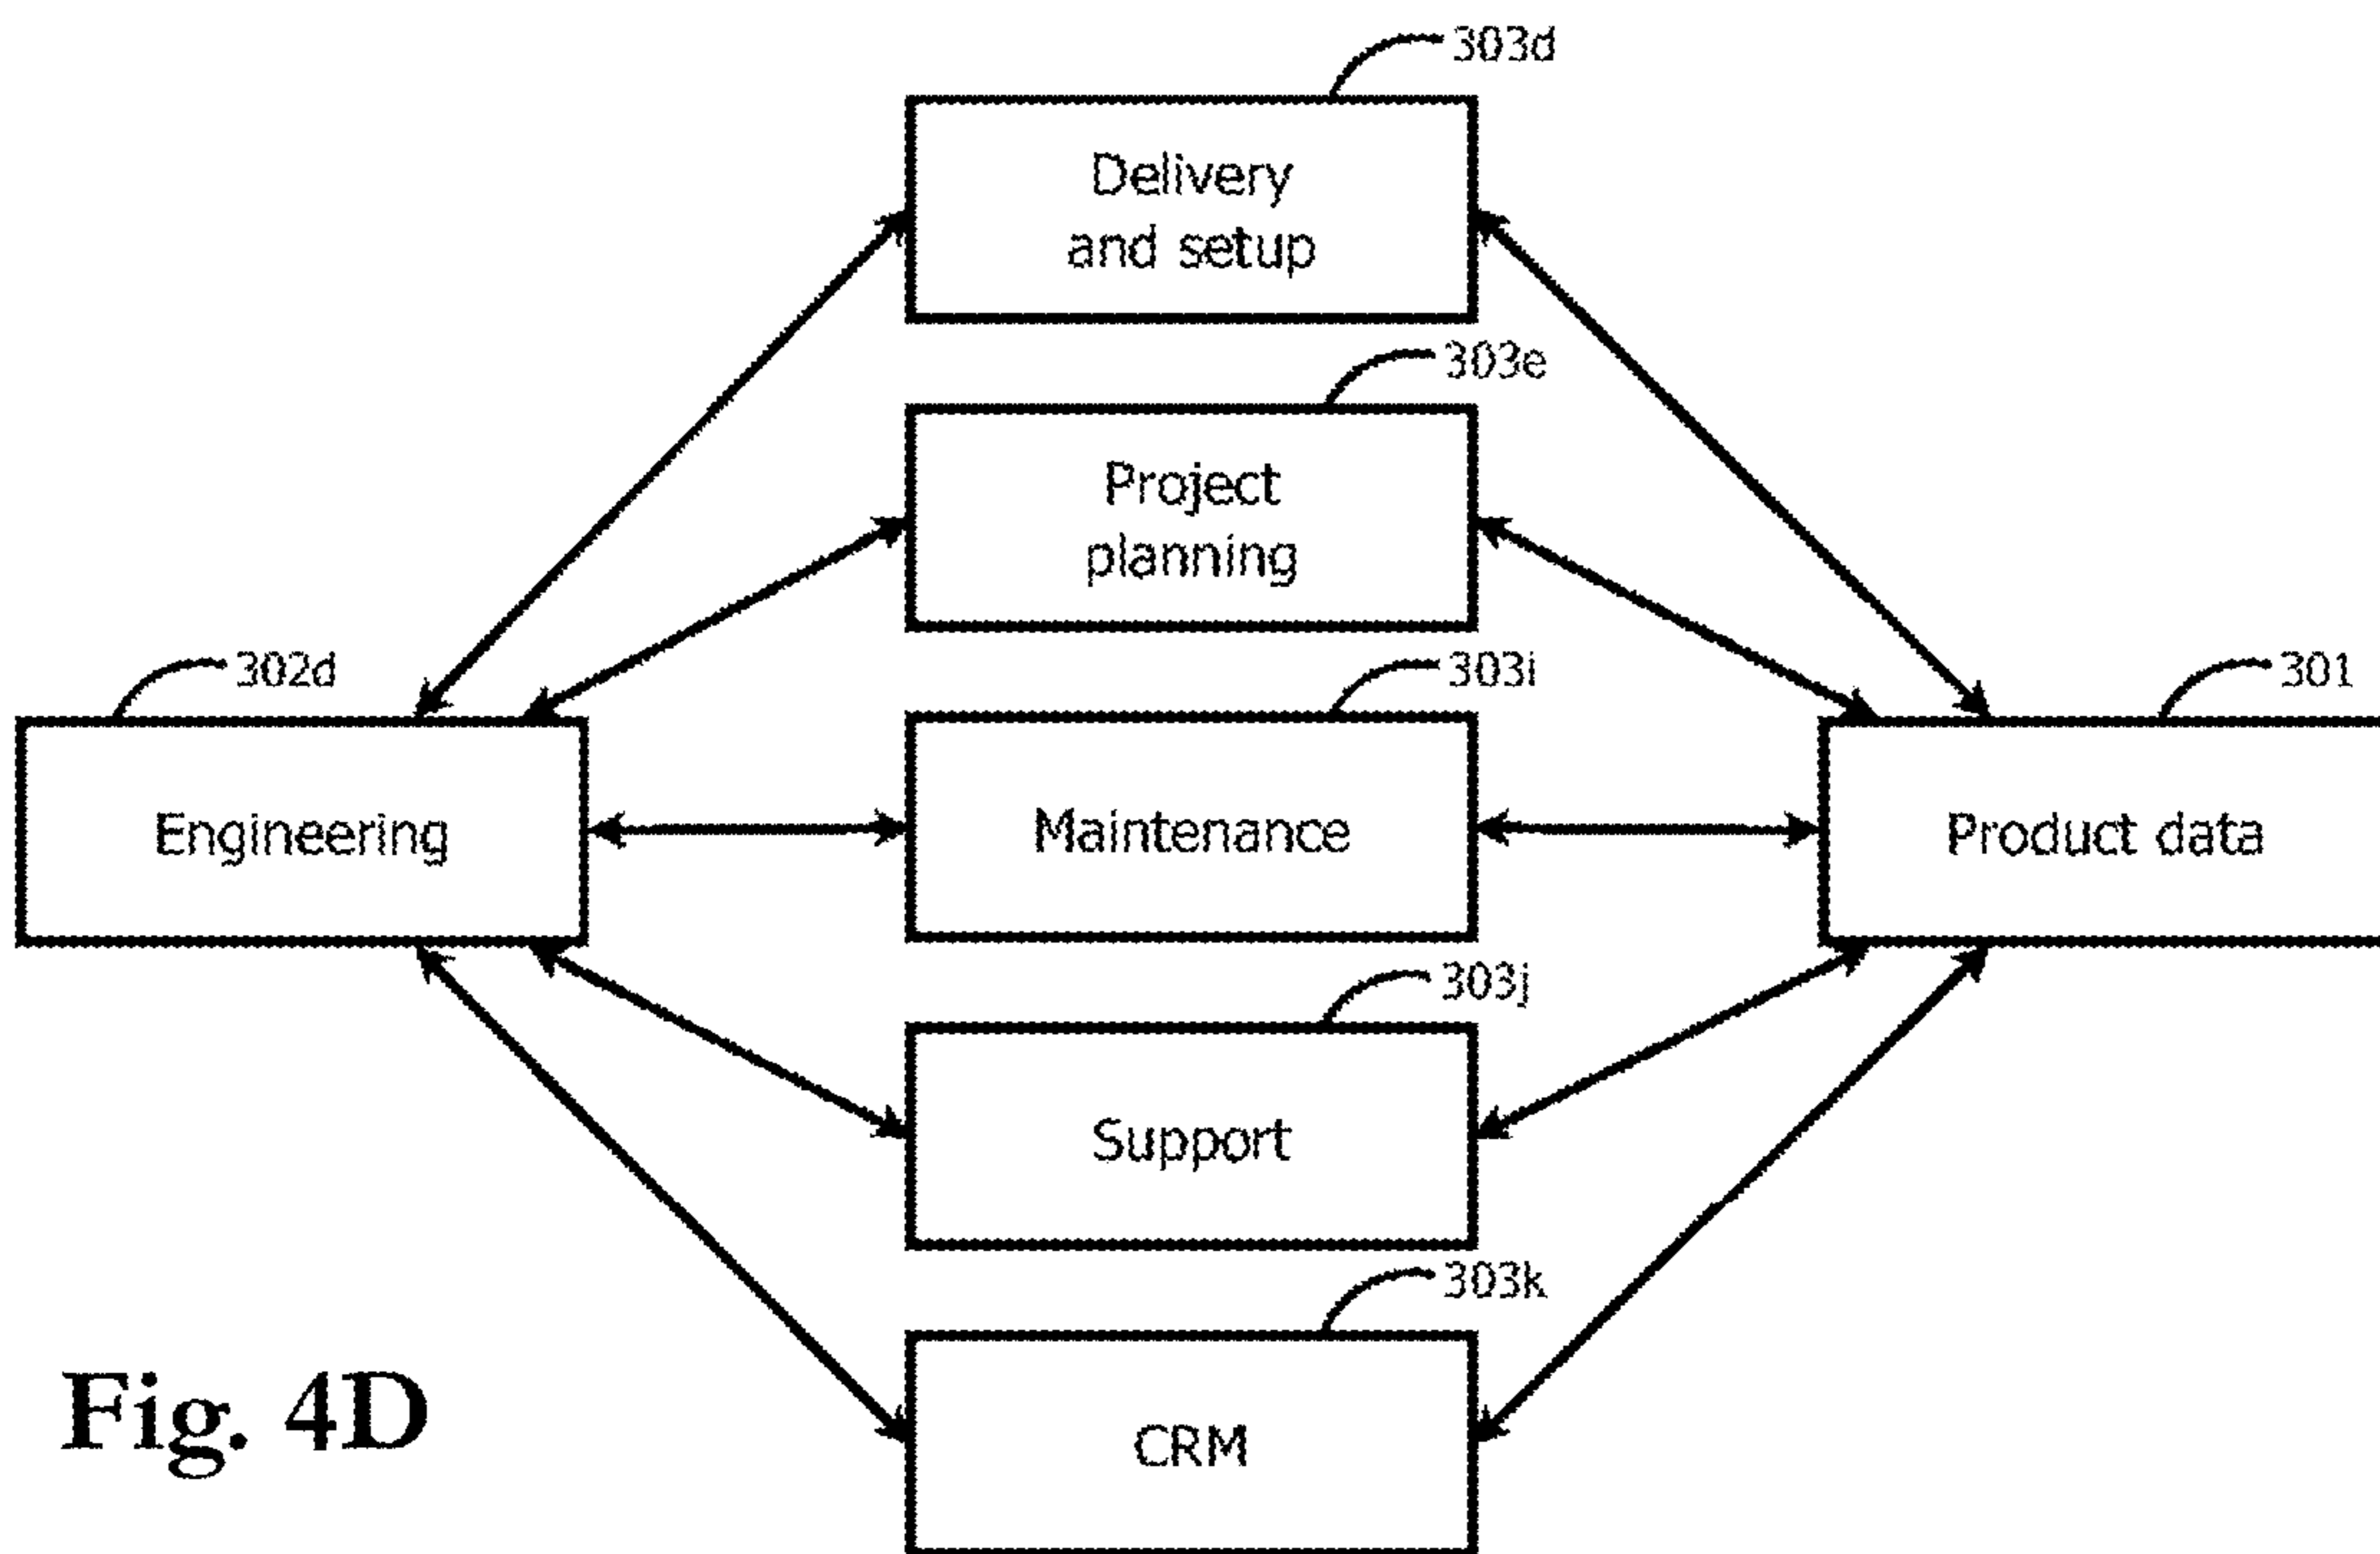 303d
Delivery
and setup
303e
Project
planning
302d
303i
301
Engineering
Maintenance
Product data
303j
Support
303k
CRM
Fig. 4D